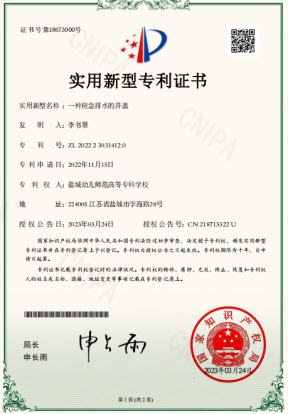 证书号第18673000号
实用新型专利证书
实用新型名称：一种应急排水的井盖
发　明　人：李书翠
专　利　号：ZL 2022 2 3031412.0
专利申请日：2022年11月15日
专 利 权 人：盐城幼儿师范高等专科学校
地　　　址：224005 江苏省盐城市学海路29号
授权公告日：2023年03月24日　授权公告号：CN 218713322 U
国家知识产权局依照中华人民共和国专利法经过初步审查，决定授予专利权，颁发实用新型
专利证书并在专利登记簿上予以登记。专利权自授权公告之日起生效。专利权期限为十年，自申
请日起算。
专利证书记载专利权登记时的法律状况。专利权的转移、质押、无效、终止、恢复和专利权
人的姓名或名称、国籍、地址变更等事项记载在专利登记簿上。
局长
申长雨
申长雨
国家知识产权局
2023年03月24日
第 1 页 (共 2 页)
CNIPA